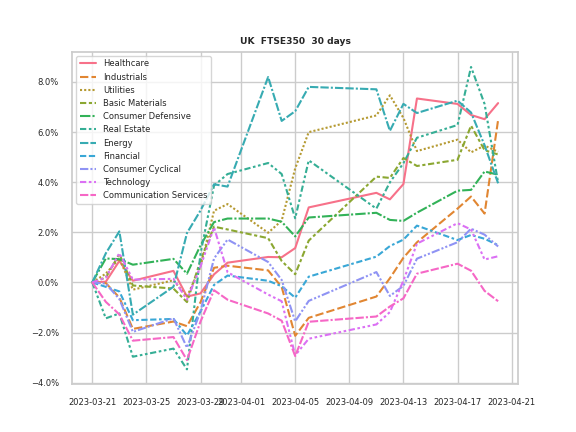 UK FTSE350 30 days
Healthcare
Industrials
Utilities
Basic Materials
Consumer Defensive
Real Estate
Energy
Financial
Consumer Cyclical
Technology
Communication Services
8.0%
6.0%
4.0%
2.0%
0.0%
−2.0%
−4.0%
2023-03-21 2023-03-25 2023-03-28 2023-04-01 2023-04-05 2023-04-09 2023-04-13 2023-04-17 2023-04-21